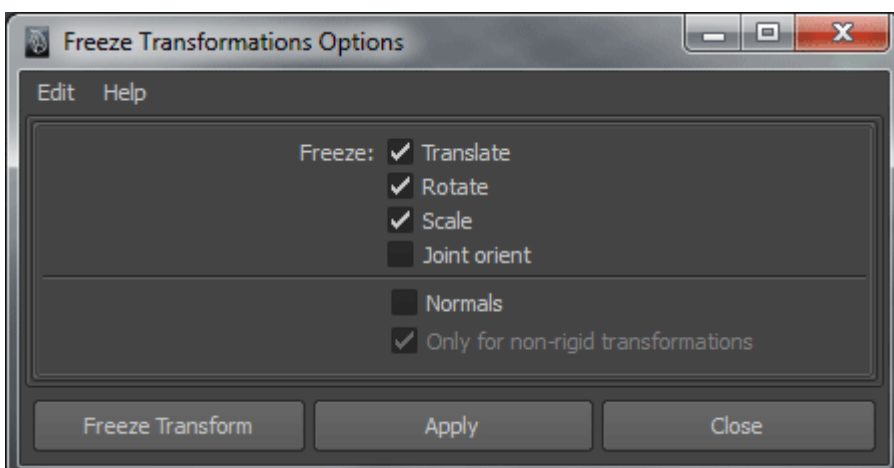 Freeze Transformations Options
Edit Help
Freeze: Translate
Rotate
Scale
Joint orient
Normals
Only for non-rigid transformations
Freeze Transform Apply Close